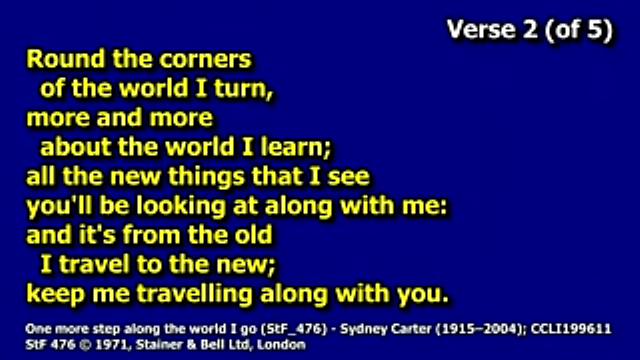 Verse 2 (of 5)
Round the corners
of the world I turn,
more and more
about the world I learn;
all the new things that I see
you'll be looking at along with me:
and it's from the old
I travel to the new;
keep me travelling along with you.
One more step along the world I go (StF_476) - Sydney Carter (1915–2004); CCLI199611
StF 476 © 1971, Stainer & Bell Ltd, London